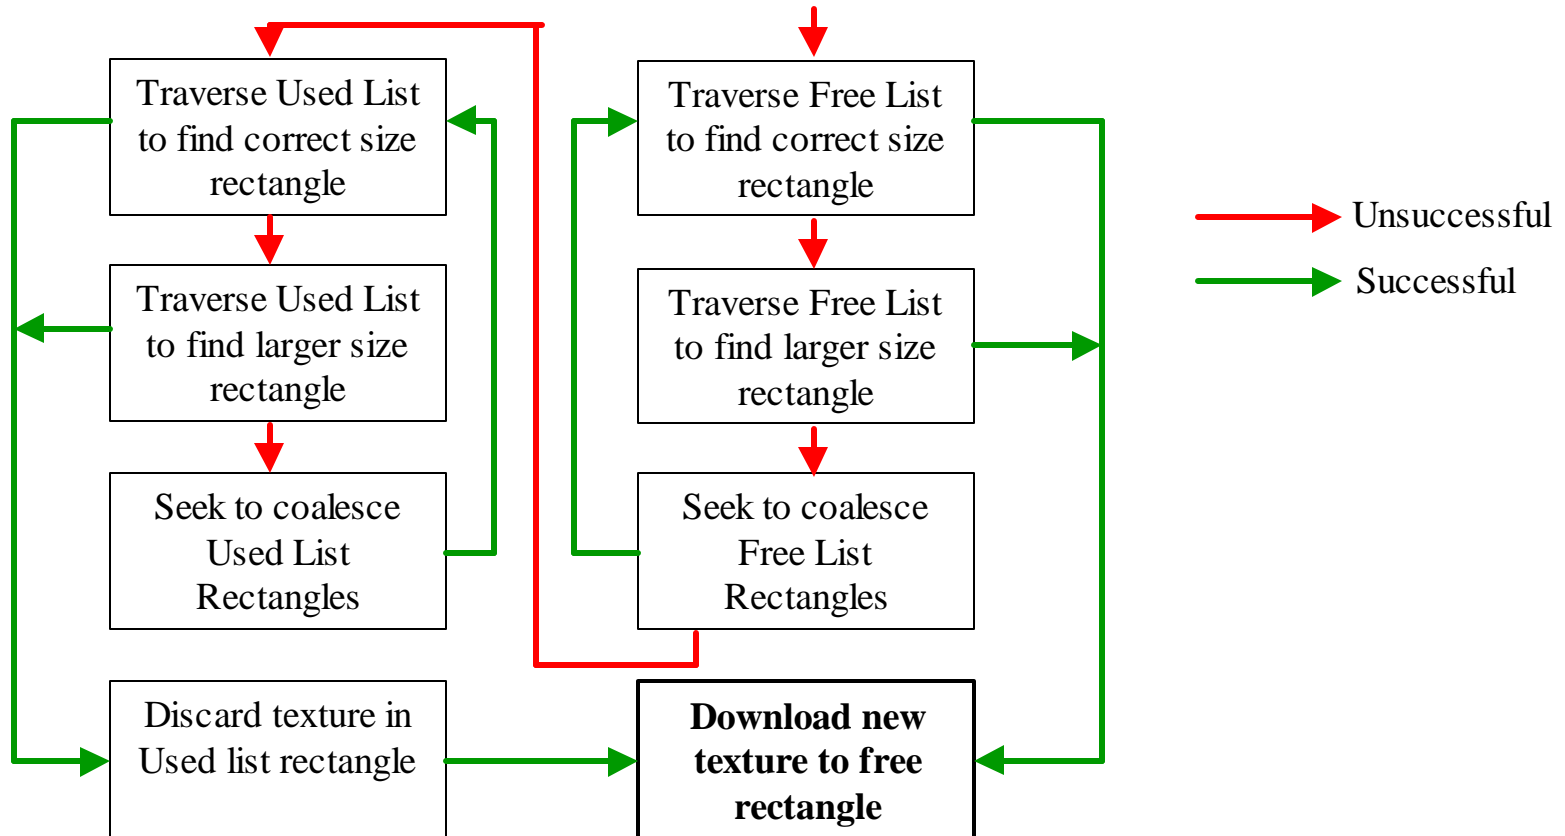 Traverse Used List
to find correct size
rectangle
Traverse Free List
to find correct size
rectangle
Unsuccessful
Successful
Traverse Used List
to find larger size
rectangle
Traverse Free List
to find larger size
rectangle
Seek to coalesce
Used List
Rectangles
Seek to coalesce
Free List
Rectangles
Discard texture in
Used list rectangle
Download new
texture to free
rectangle